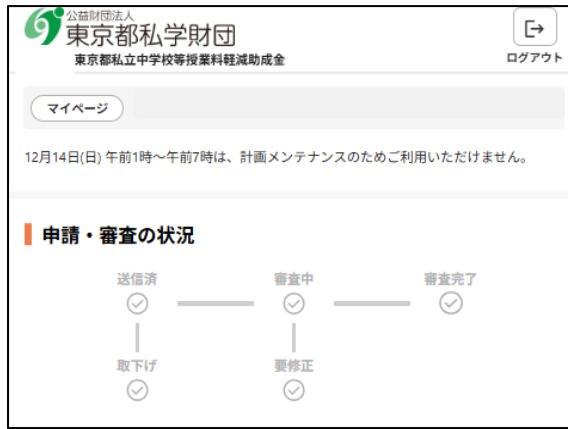 公益財団法人
東京都私学財団
東京都私立中学校等授業料軽減助成金
ログアウト
マイページ
12月14日(日) 午前1時～午前7時は、計画メンテナンスのためご利用いただけません。
申請・審査の状況
送信済 審査中 審査完了
取下げ 要修正